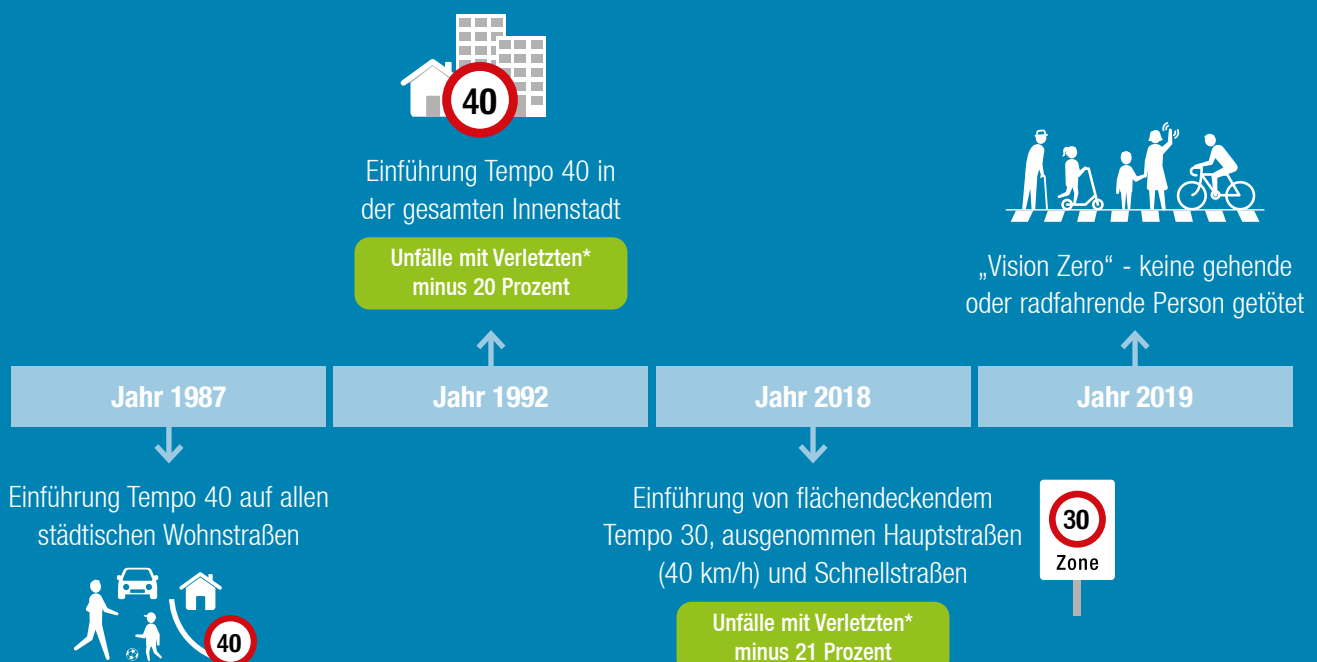 40
Einführung Tempo 40 in
der gesamten Innenstadt
Unfälle mit Verletzten*
minus 20 Prozent
„Vision Zero“ - keine gehende
oder radfahrende Person getötet
Jahr 1987
Jahr 1992
Jahr 2018
Jahr 2019
Einführung Tempo 40 auf allen
städtischen Wohnstraßen
40
Einführung von flächendeckendem
Tempo 30, ausgenommen Hauptstraßen
(40 km/h) und Schnellstraßen
Unfälle mit Verletzten*
minus 21 Prozent
30
Zone